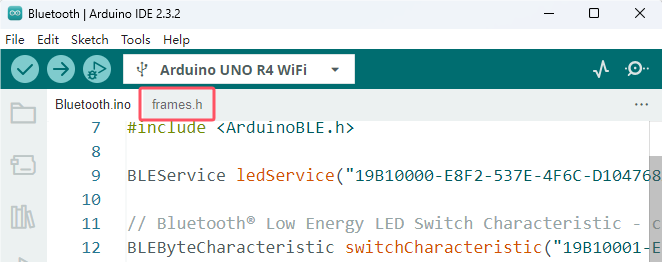 Bluetooth | Arduino IDE 2.3.2
File Edit Sketch Tools Help
Arduino UNO R4 WiFi
Bluetooth.ino frames.h
7 #include <ArduinoBLE.h>
8
9 BLEService ledService("19B10000-E8F2-537E-4F6C-D104768
10
11 // Bluetooth® Low Energy LED Switch Characteristic - c
12 BLEByteCharacteristic switchCharacteristic("19B10001-E